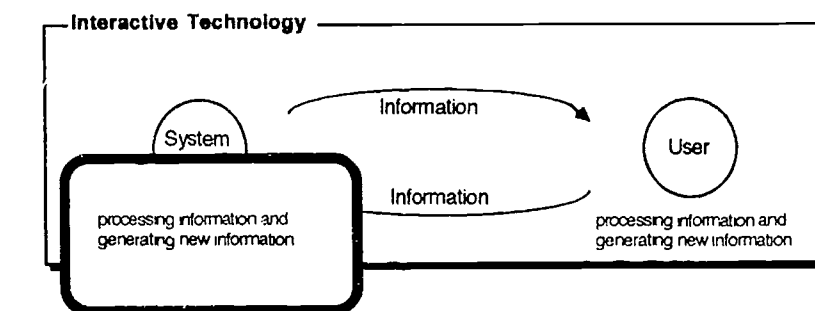 Interactive Technology
Information
System
User
Information
processing information and
generating new information
processing information and
generating new information